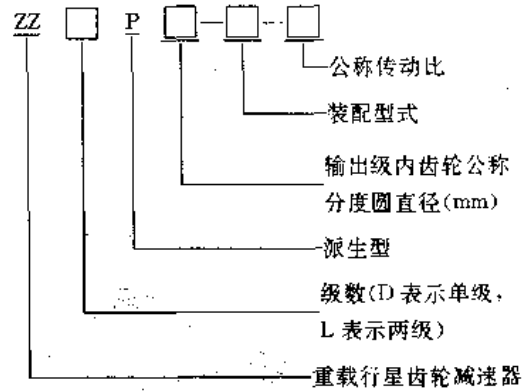 ZZ □ P □ — □ - □
公称传动比
装配型式
输出级内齿轮公称
分度圆直径(mm)
派生型
级数(D表示单级,
L表示两级)
重载行星齿轮减速器